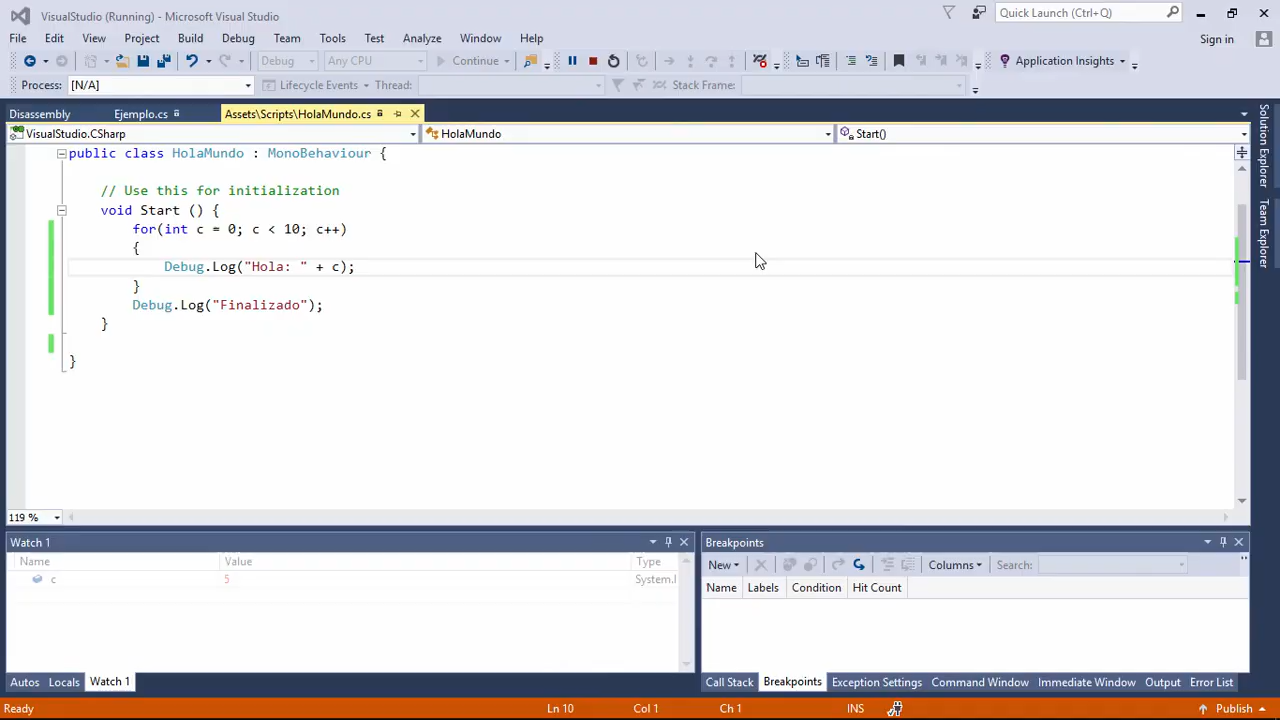 VisualStudio (Running) - Microsoft Visual Studio
Quick Launch (Ctrl+Q)
File Edit View Project Build Debug Team Tools Test Analyze Window Help
Sign in
Debug Any CPU Continue Application Insights
Process: [N/A] Lifecycle Events Thread: Stack Frame:
Disassembly Ejemplo.cs Assets\Scripts\HolaMundo.cs
VisualStudio.CSharp HolaMundo Start()
public class HolaMundo : MonoBehaviour {
// Use this for initialization
void Start () {
for(int c = 0; c < 10; c++)
{
Debug.Log("Hola: " + c);
}
Debug.Log("Finalizado");
}
}
Solution Explorer
Team Explorer
119 %
Watch 1
Name Value Type
c 5 System.I
Autos Locals Watch 1
Breakpoints
New Columns Search:
Name Labels Condition Hit Count
Call Stack Breakpoints Exception Settings Command Window Immediate Window Output Error List
Ready Ln 10 Col 1 Ch 1 INS Publish